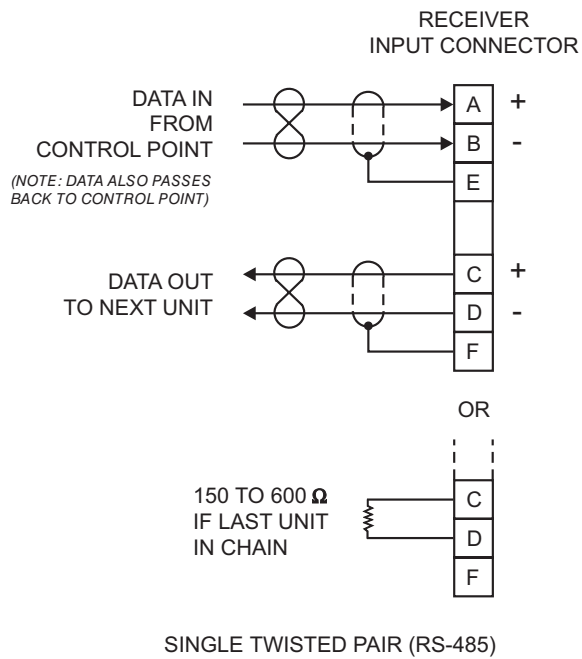 RECEIVER
INPUT CONNECTOR
DATA IN
FROM
CONTROL POINT
(NOTE: DATA ALSO PASSES
BACK TO CONTROL POINT)
A +
B -
E
DATA OUT
TO NEXT UNIT
C +
D -
F
OR
150 TO 600 Ω
IF LAST UNIT
IN CHAIN
C
D
F
SINGLE TWISTED PAIR (RS-485)